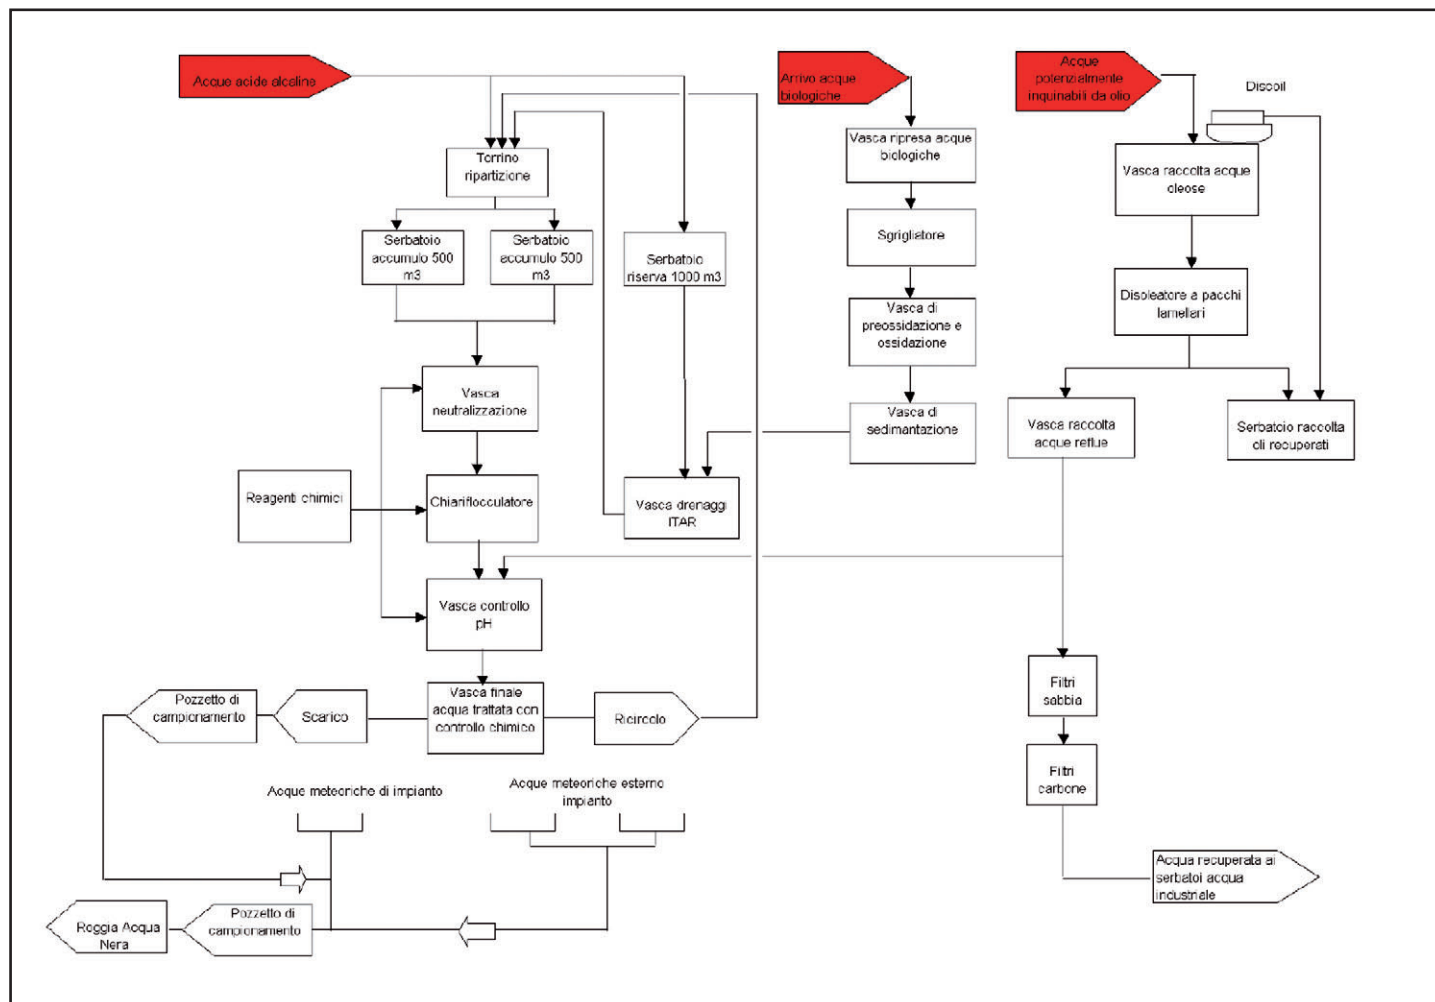 Acque acide alcaline
Arrivo acque
biologiche
Acque
potenzialmente
inquinabili da olio
Discoil
Torrino
ripartizione
Vasca ripresa acque
biologiche
Vasca raccolta acque
oleose
Serbatoio
accumulo 500
m3
Serbatoio
accumulo 500
m3
Serbatoio
riserva 1000 m3
Sgrigliatore
Disoleatore a pacchi
lamellari
Vasca di
preossidazione e
ossidazione
Vasca
neutralizzazione
Vasca di
sedimantazione
Vasca raccolta
acque reflue
Serbatoio raccolta
oli recuperati
Reagenti chimici
Chiariflocculatore
Vasca drenaggi
ITAR
Vasca controllo
pH
Pozzetto di
campionamento
Scarico
Vasca finale
acqua trattata con
controllo chimico
Ricircolo
Filtri
sabbia
Filtri
carbone
Acque meteoriche di impianto
Acque meteoriche esterno
impianto
Acqua recuperata ai
serbatoi acqua
industriale
Roggia Acqua
Nera
Pozzetto di
campionamento